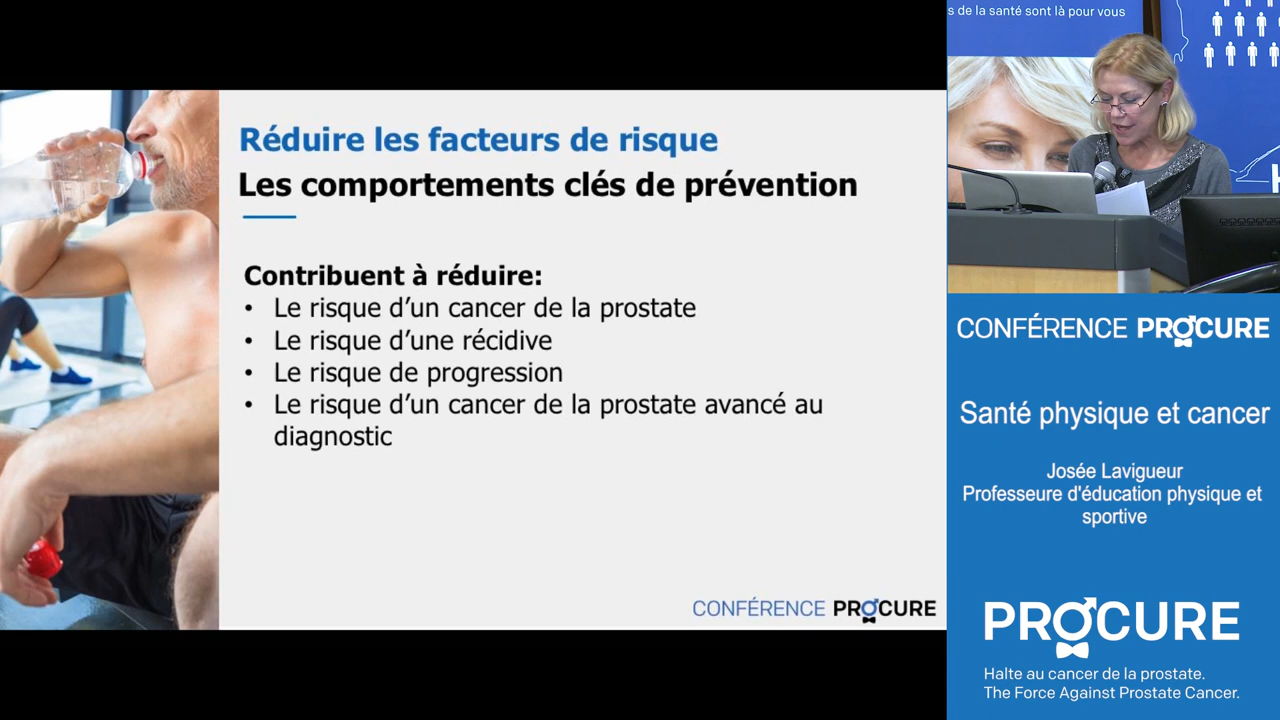 Réduire les facteurs de risque
Les comportements clés de prévention
Contribuent à réduire:
• Le risque d’un cancer de la prostate
• Le risque d’une récidive
• Le risque de progression
• Le risque d’un cancer de la prostate avancé au
diagnostic
CONFÉRENCE PROCURE
s de la santé sont là pour vous
CONFÉRENCE PROCURE
Santé physique et cancer
Josée Lavigueur
Professeure d'éducation physique et
sportive
PROCURE
Halte au cancer de la prostate.
The Force Against Prostate Cancer.